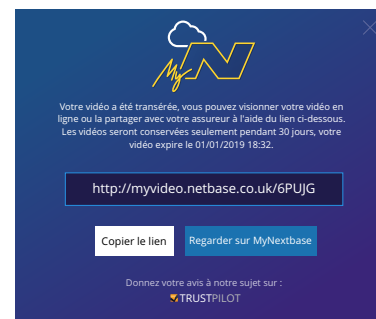 My N
Votre vidéo a été transérée, vous pouvez visionner votre vidéo en
ligne ou la partager avec votre assureur à l'aide du lien ci-dessous.
Les vidéos seront conservées seulement pendant 30 jours, votre
vidéo expire le 01/01/2019 18:32.
http://myvideo.netbase.co.uk/6PUJG
Copier le lien Regarder sur MyNextbase
Donnez votre avis à notre sujet sur :
TRUSTPILOT